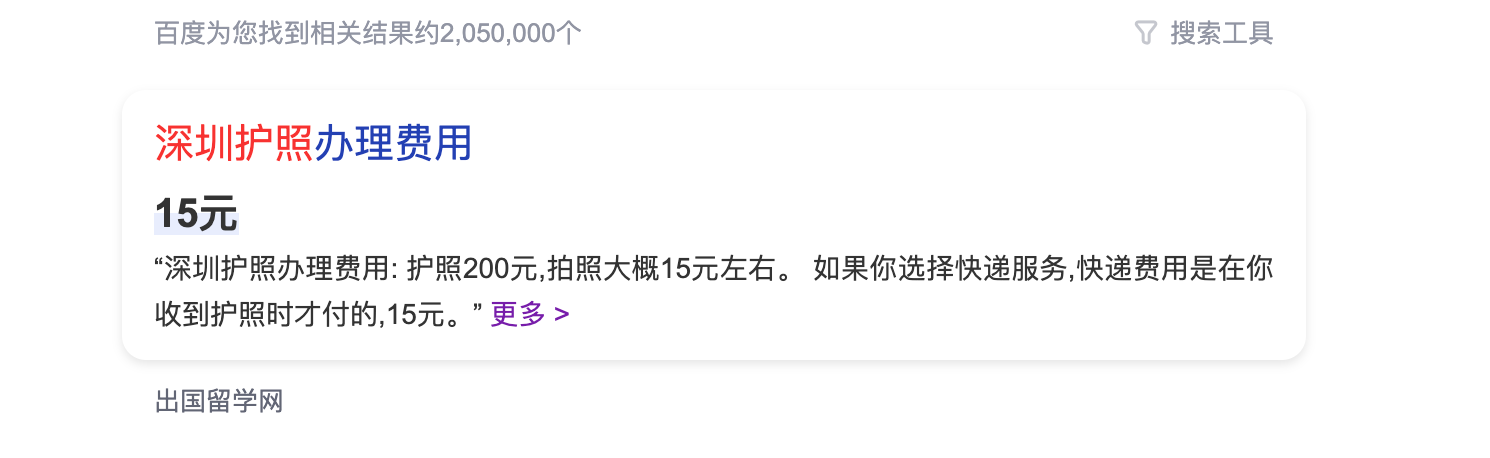 百度为您找到相关结果约2,050,000个
搜索工具
深圳护照办理费用
15元
“深圳护照办理费用: 护照200元,拍照大概15元左右。 如果你选择快递服务,快递费用是在你
收到护照时才付的,15元。” 更多 >
出国留学网